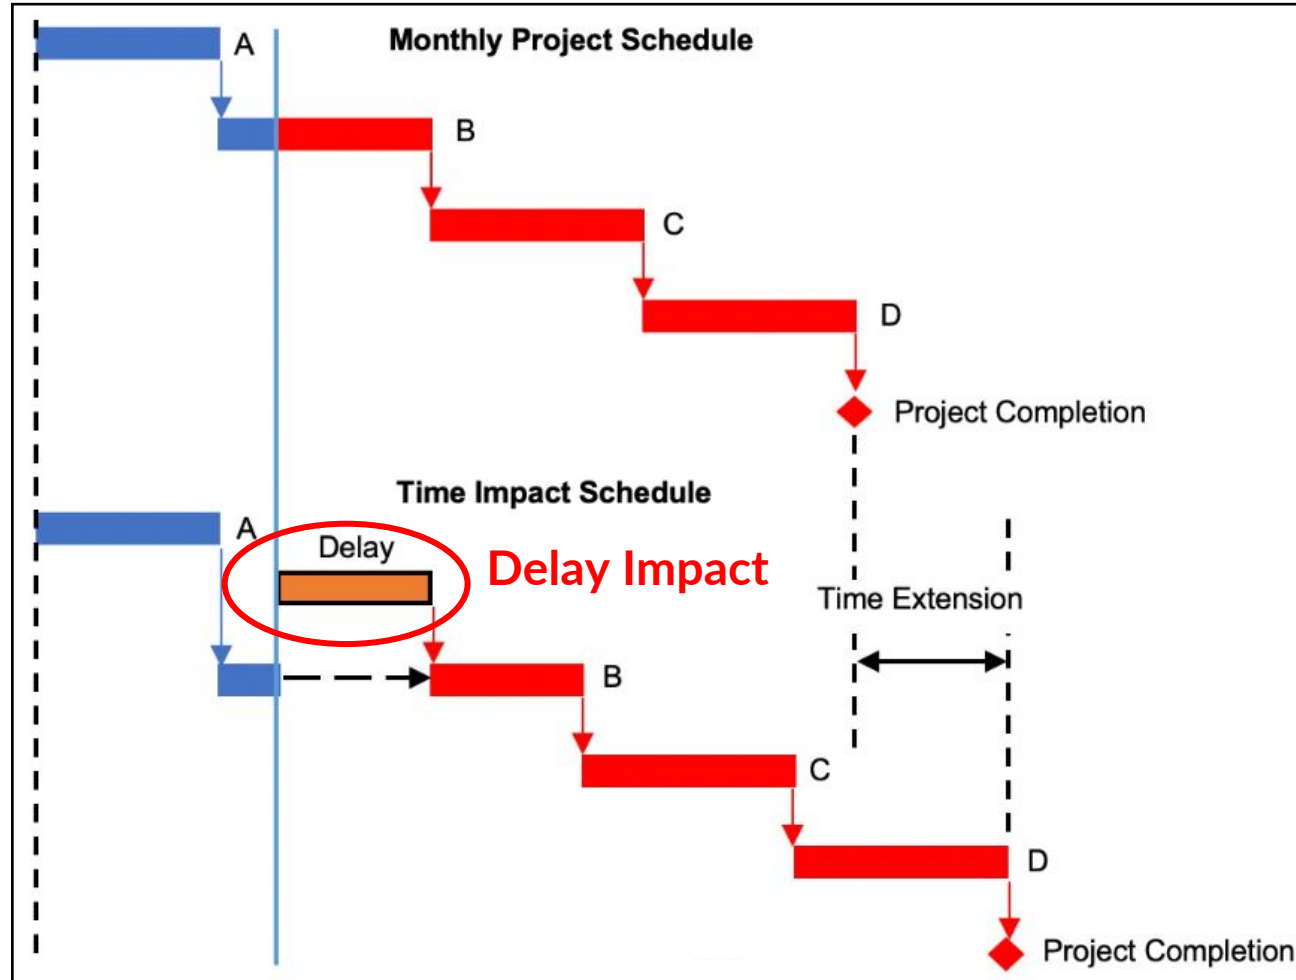 A
Monthly Project Schedule
B
C
D
Project Completion
Time Impact Schedule
A
Delay
Delay Impact
Time Extension
B
C
D
Project Completion